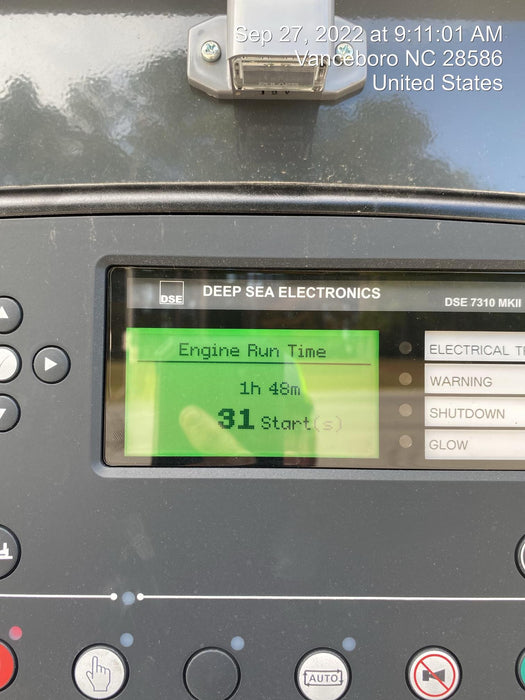 Sep 27, 2022 at 9:11:01 AM
Vanceboro NC 28586
United States
DSE
DEEP SEA ELECTRONICS
DSE 7310 MKII
Engine Run Time
1h 48m
31 Start(s)
ELECTRICAL T
WARNING
SHUTDOWN
GLOW
AUTO